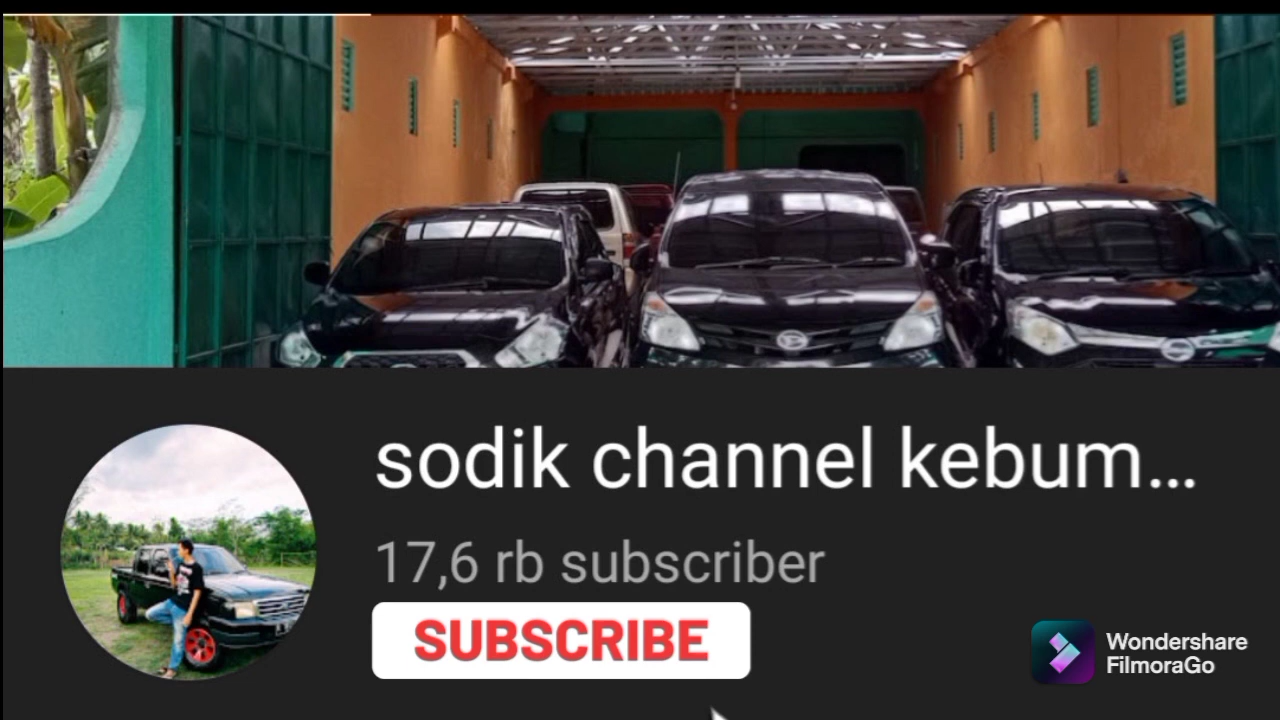 sodik channel kebum...
17,6 rb subscriber
SUBSCRIBE
Wondershare
FilmoraGo